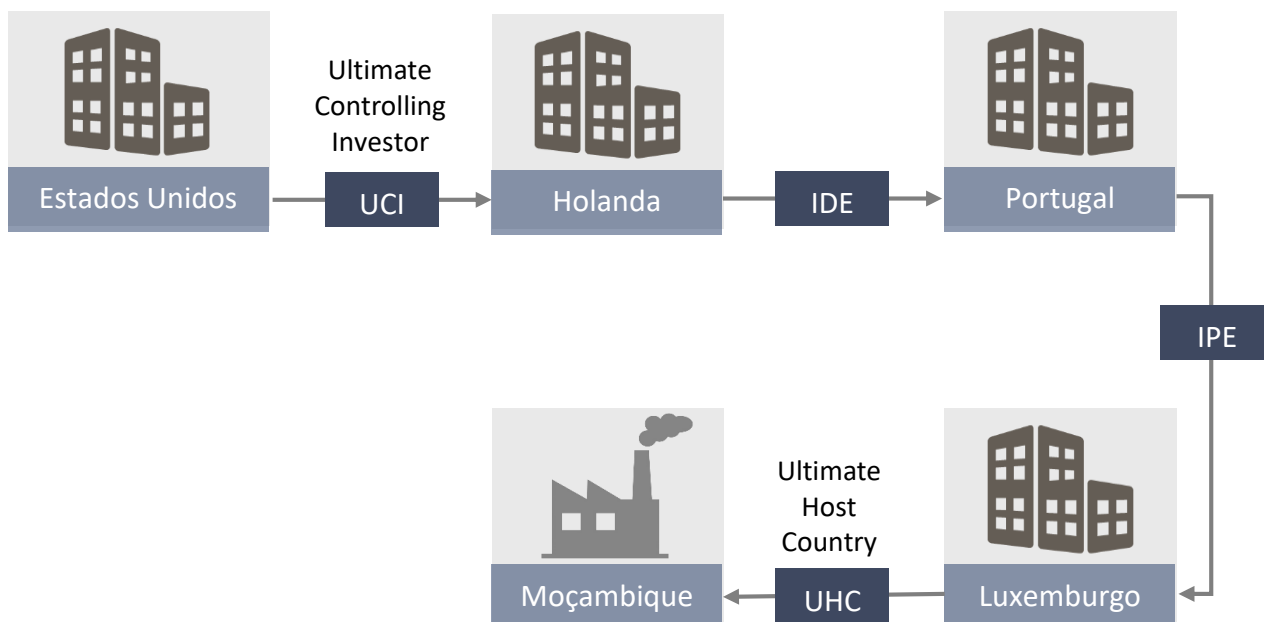 Ultimate
Controlling
Investor
Estados Unidos
UCI
Holanda
IDE
Portugal
IPE
Ultimate
Host
Country
Moçambique
UHC
Luxemburgo